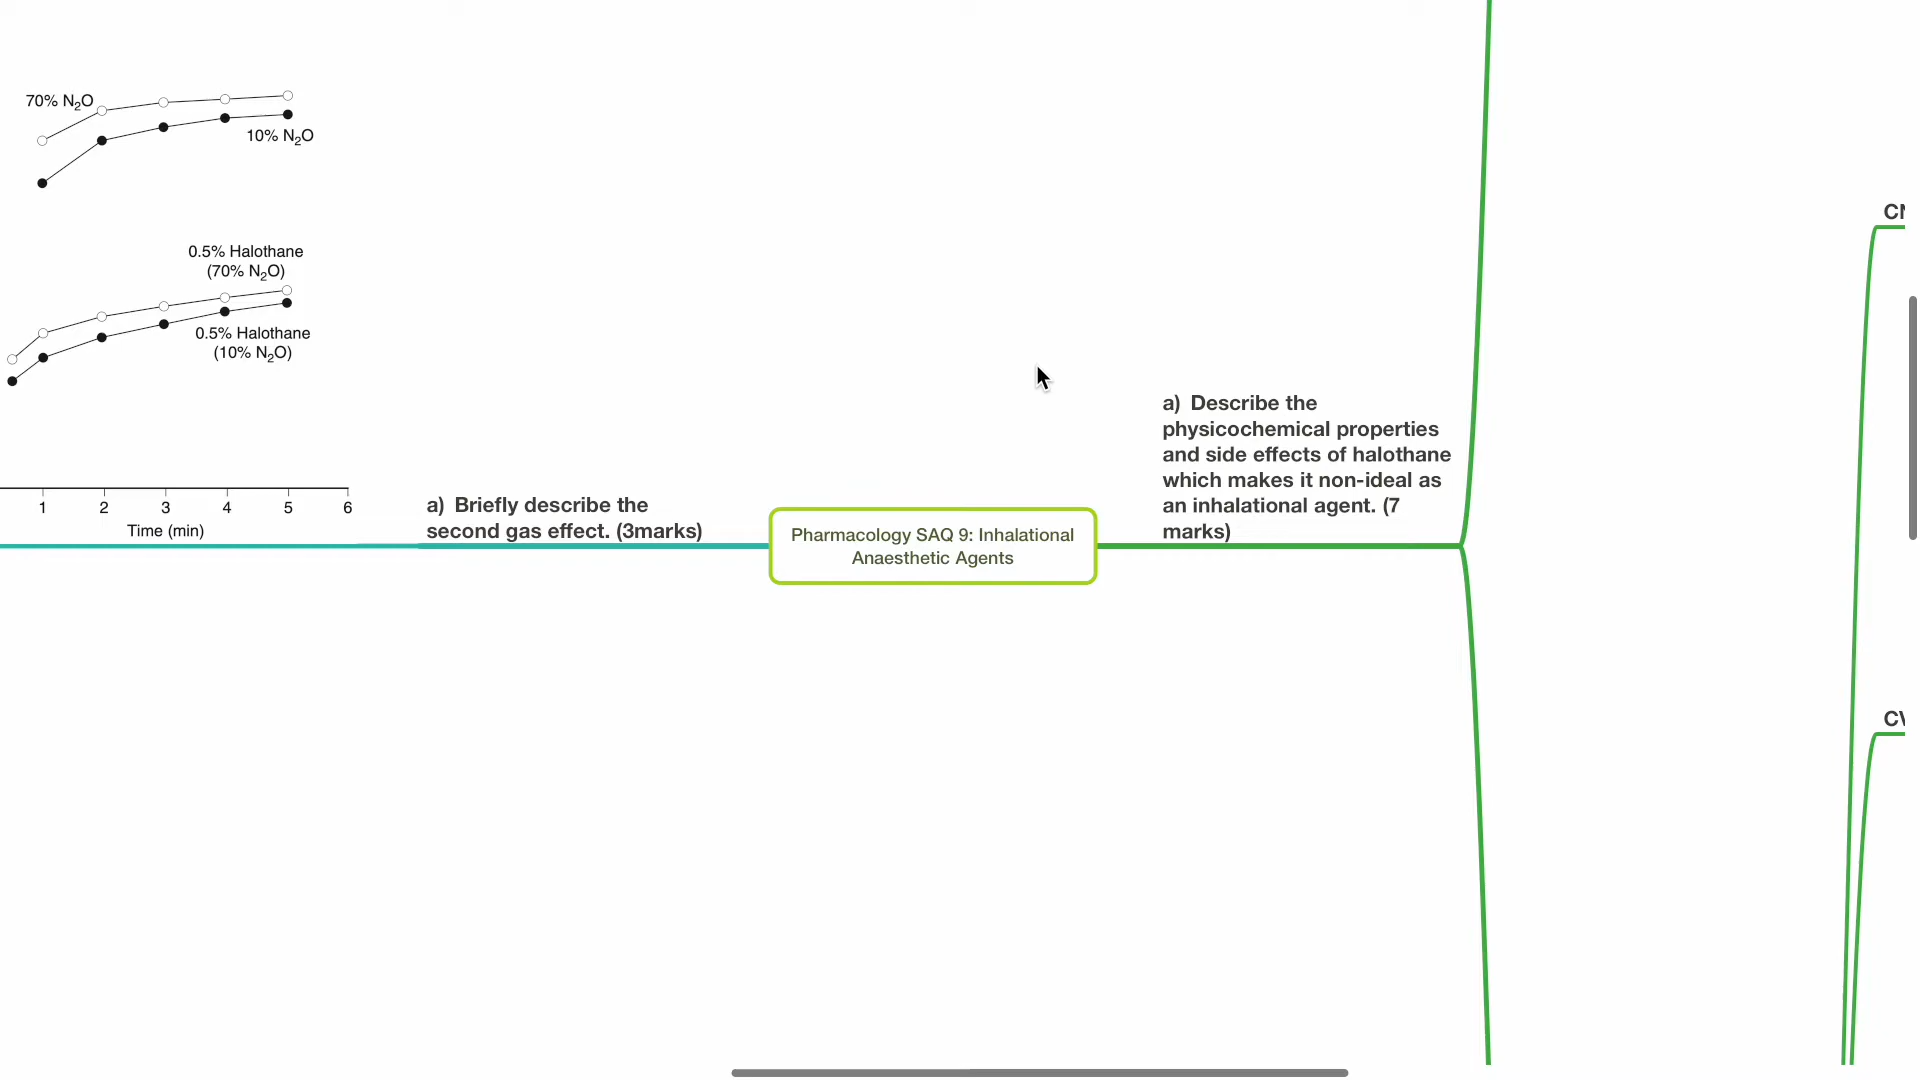 70% N₂O
10% N₂O
0.5% Halothane
(70% N₂O)
0.5% Halothane
(10% N₂O)
1 2 3 4 5 6
Time (min)
a) Briefly describe the
second gas effect. (3marks)
Pharmacology SAQ 9: Inhalational
Anaesthetic Agents
a) Describe the
physicochemical properties
and side effects of halothane
which makes it non-ideal as
an inhalational agent. (7
marks)